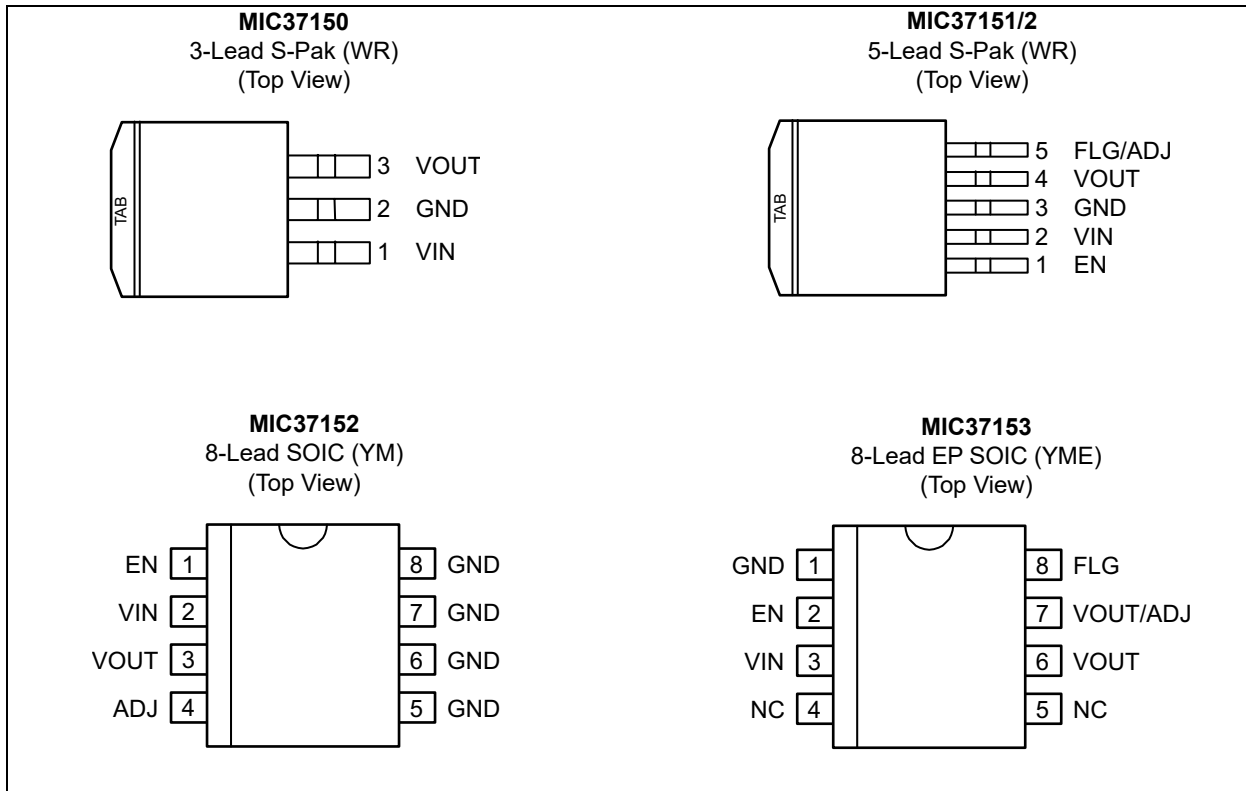 MIC37150
3-Lead S-Pak (WR)
(Top View)
TAB
3 VOUT
2 GND
1 VIN
MIC37151/2
5-Lead S-Pak (WR)
(Top View)
TAB
5 FLG/ADJ
4 VOUT
3 GND
2 VIN
1 EN
MIC37152
8-Lead SOIC (YM)
(Top View)
EN 1 8 GND
VIN 2 7 GND
VOUT 3 6 GND
ADJ 4 5 GND
MIC37153
8-Lead EP SOIC (YME)
(Top View)
GND 1 8 FLG
EN 2 7 VOUT/ADJ
VIN 3 6 VOUT
NC 4 5 NC